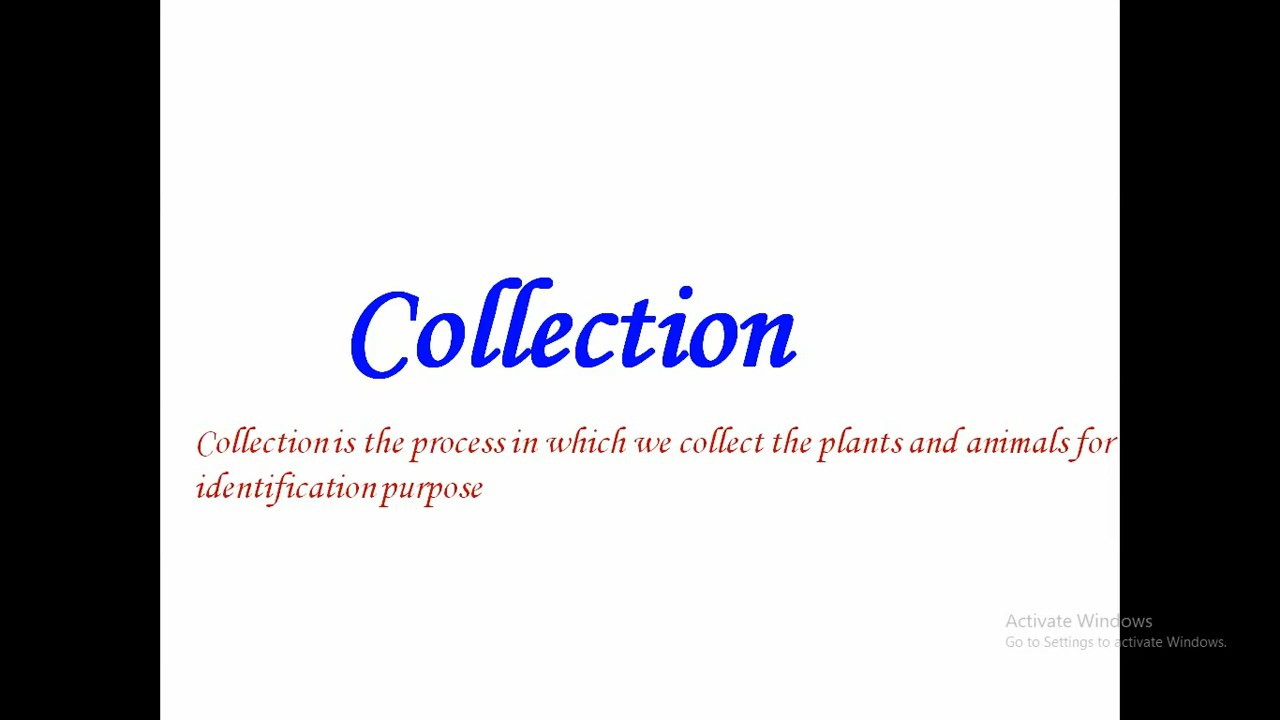 Collection
Collection is the process in which we collect the plants and animals for
identification purpose
Activate Windows
Go to Settings to activate Windows.